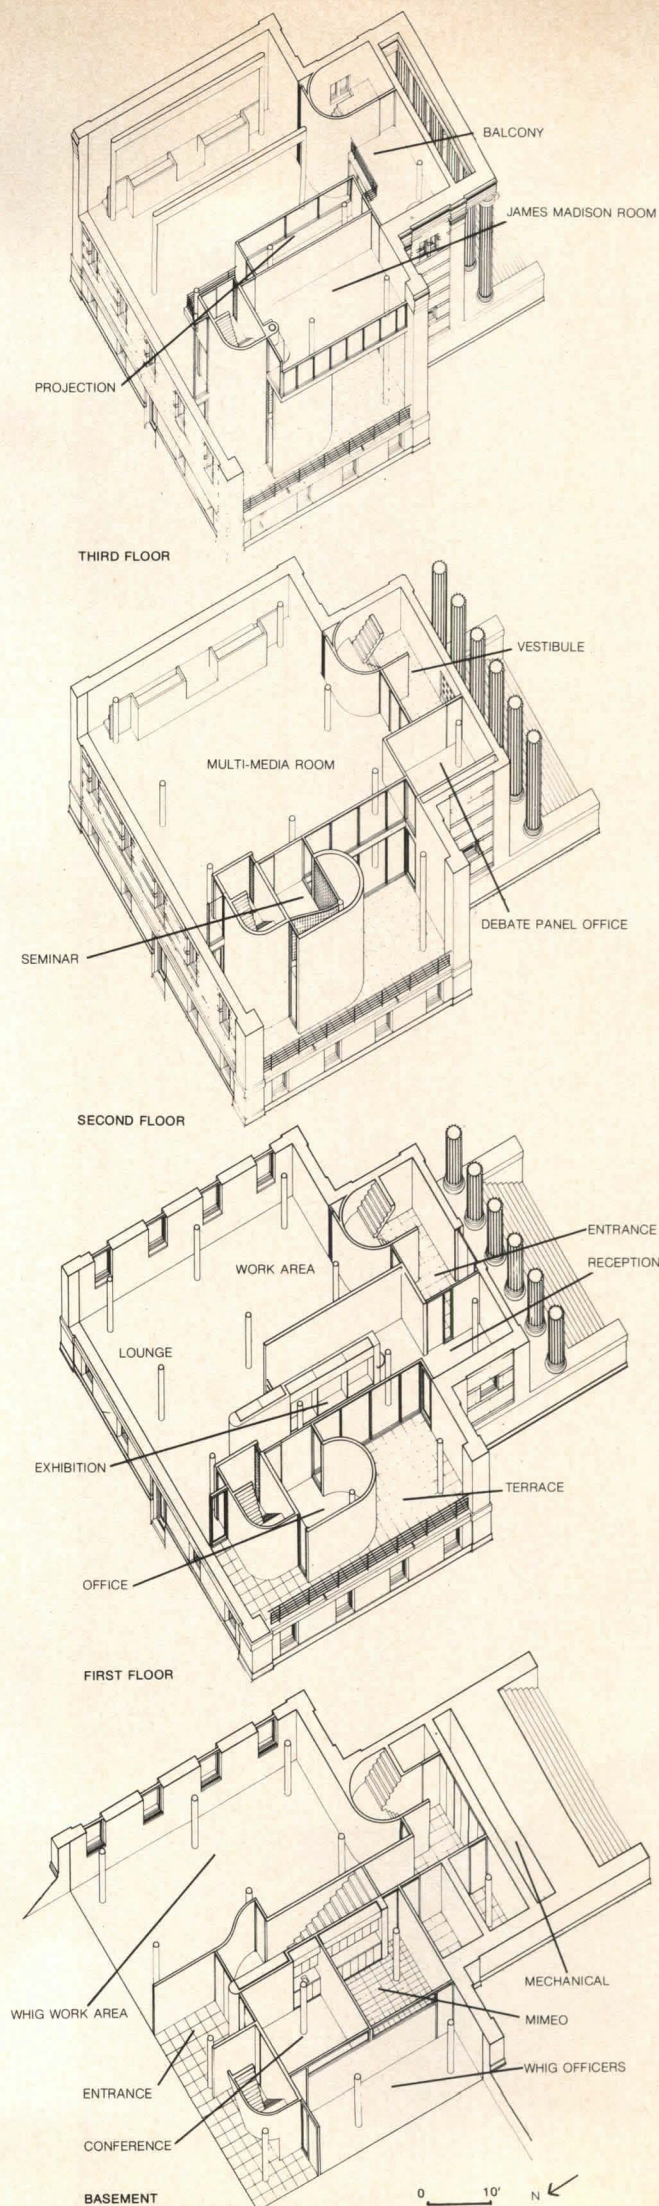 BALCONY
JAMES MADISON ROOM
PROJECTION
THIRD FLOOR
VESTIBULE
MULTI-MEDIA ROOM
DEBATE PANEL OFFICE
SEMINAR
SECOND FLOOR
ENTRANCE
RECEPTION
WORK AREA
LOUNGE
EXHIBITION
TERRACE
OFFICE
FIRST FLOOR
MECHANICAL
WHIG WORK AREA
MIMEO
ENTRANCE
WHIG OFFICERS
CONFERENCE
BASEMENT
0 10' N